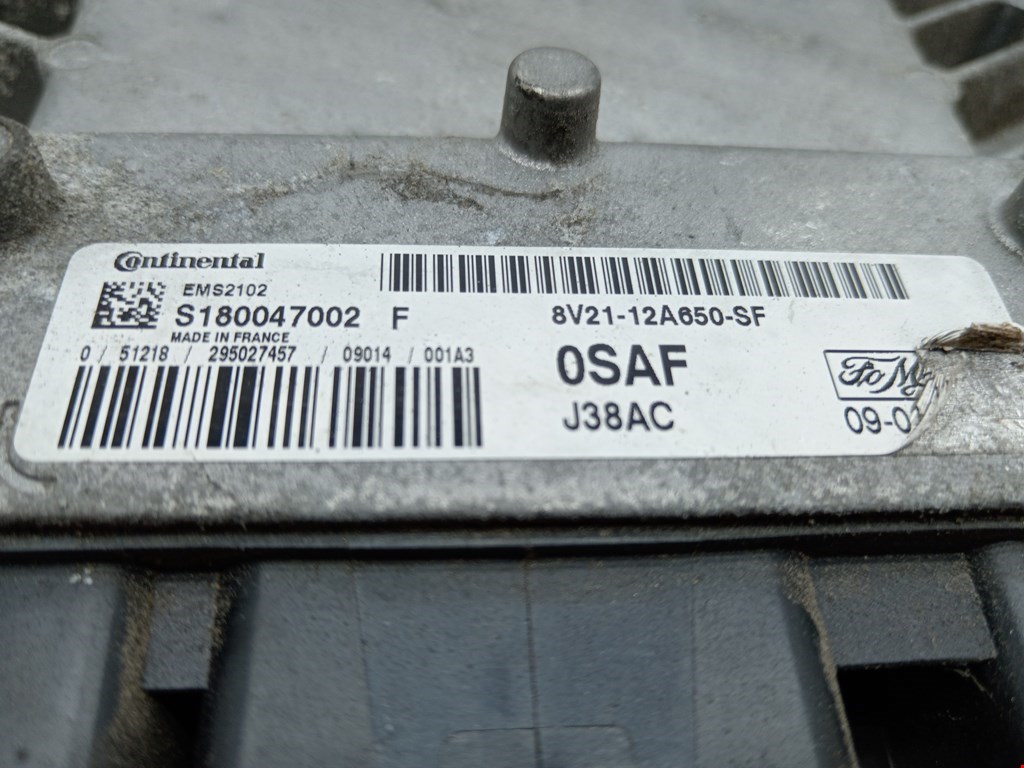 Continental
EMS2102
S180047002 F
MADE IN FRANCE
0 / 51218 / 295027457 / 09014 / 001A3
8V21-12A650-SF
0SAF
J38AC